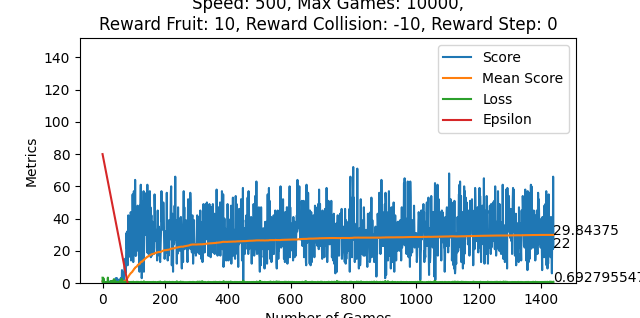 Speed: 500, Max Games: 10000,
Reward Fruit: 10, Reward Collision: -10, Reward Step: 0
Score
Mean Score
Loss
Epsilon
Metrics
140
120
100
80
60
40
20
0
29.84375
22
0.692795547
0 200 400 600 800 1000 1200 1400
Number of Games